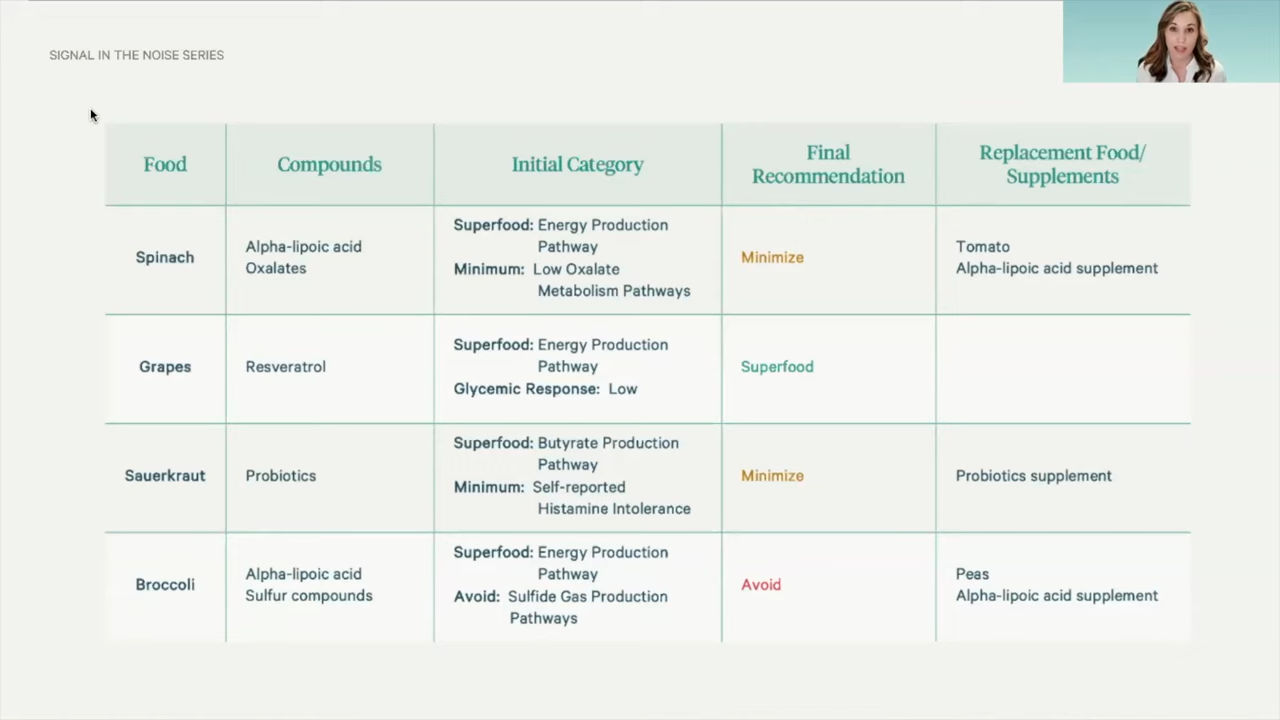 SIGNAL IN THE NOISE SERIES
Food
Compounds
Initial Category
Final
Recommendation
Replacement Food/
Supplements
Spinach
Alpha-lipoic acid
Oxalates
Superfood: Energy Production
Pathway
Minimum: Low Oxalate
Metabolism Pathways
Minimize
Tomato
Alpha-lipoic acid supplement
Grapes
Resveratrol
Superfood: Energy Production
Pathway
Glycemic Response: Low
Superfood
Sauerkraut
Probiotics
Superfood: Butyrate Production
Pathway
Minimum: Self-reported
Histamine Intolerance
Minimize
Probiotics supplement
Broccoli
Alpha-lipoic acid
Sulfur compounds
Superfood: Energy Production
Pathway
Avoid: Sulfide Gas Production
Pathways
Avoid
Peas
Alpha-lipoic acid supplement